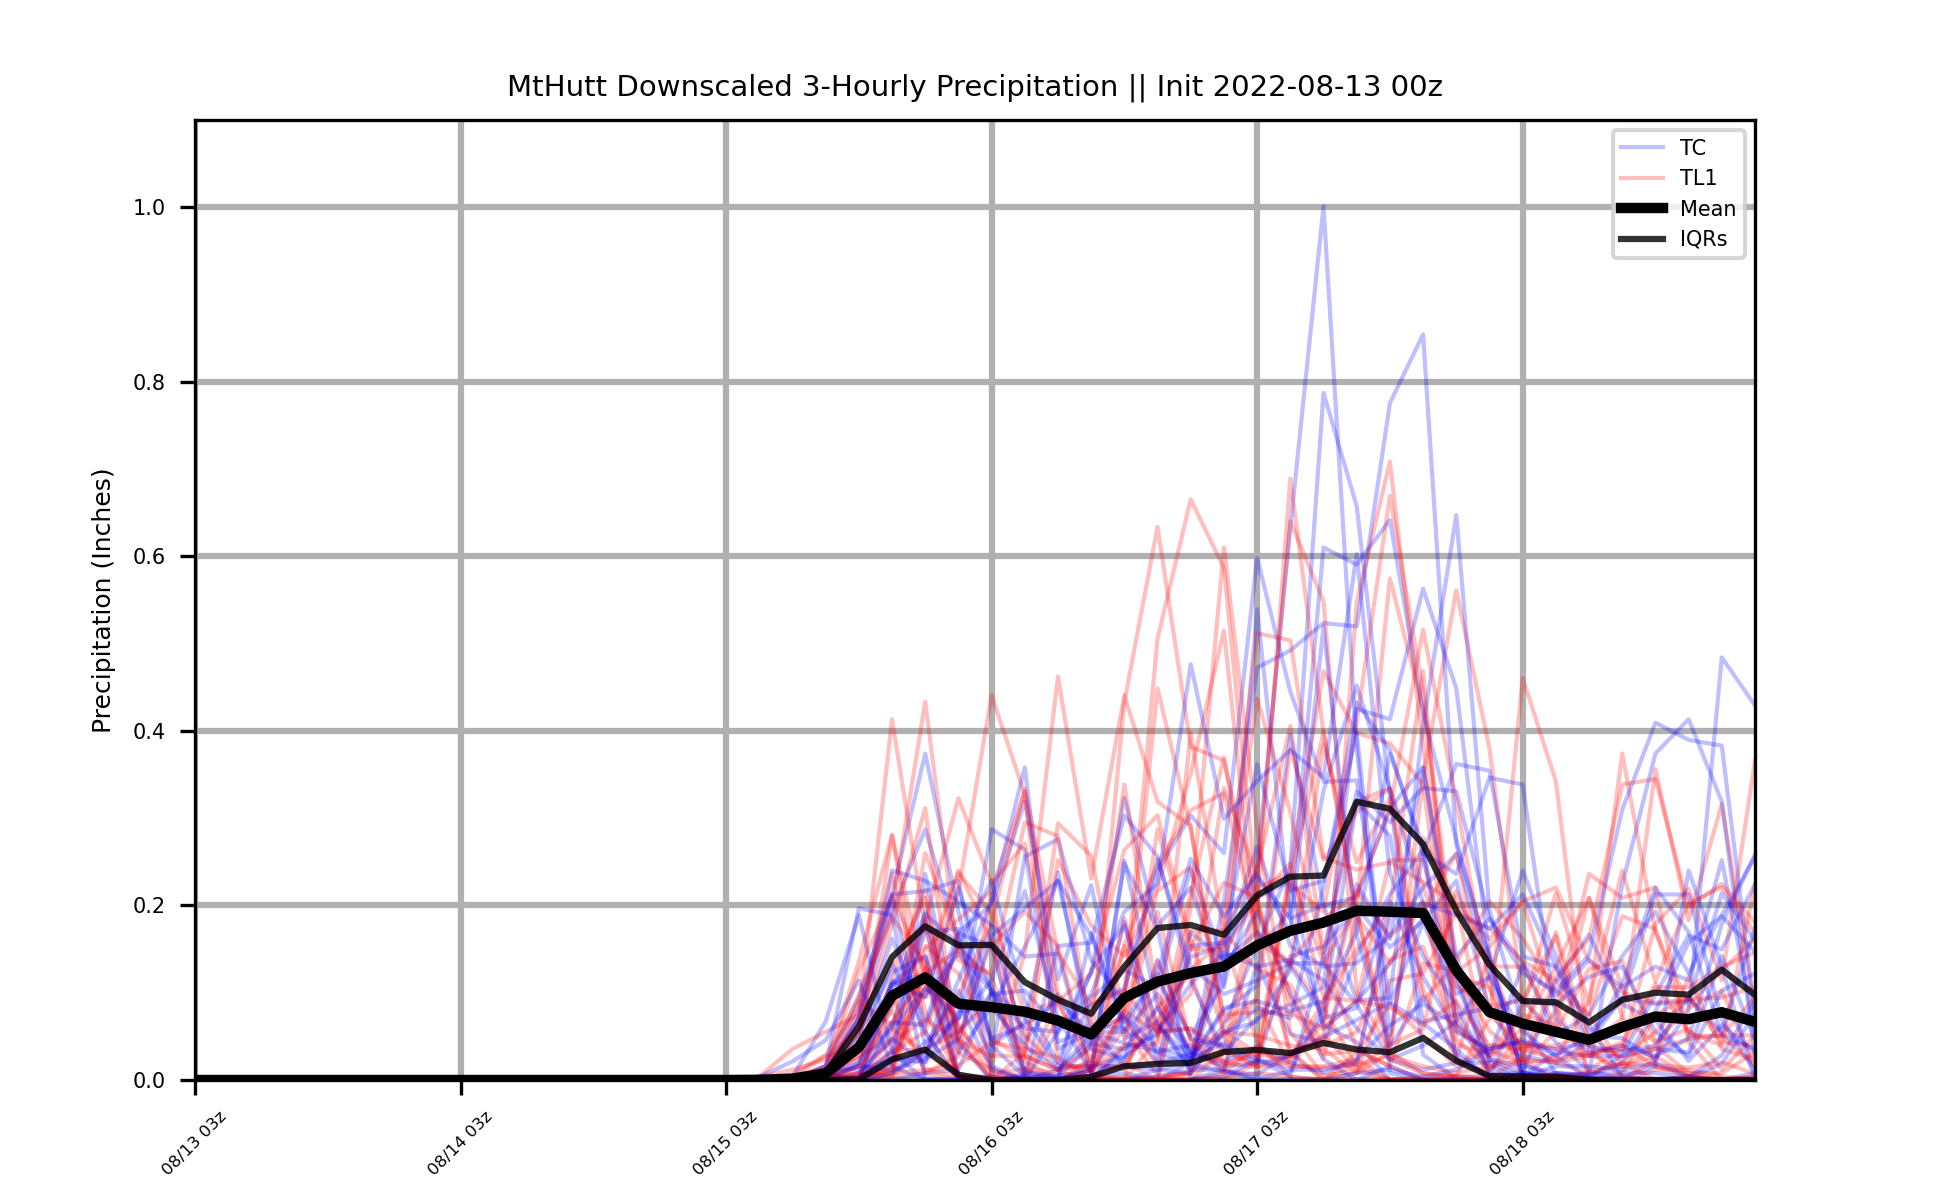 MtHutt Downscaled 3-Hourly Precipitation || Init 2022-08-13 00z
TC
TL1
Mean
IQRs
Precipitation (Inches)
1.0
0.8
0.6
0.4
0.2
0.0
08/13 03z
08/14 03z
08/15 03z
08/16 03z
08/17 03z
08/18 03z